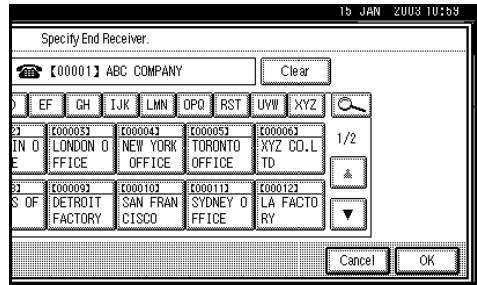 15 JAN 2003 10:59
Specify End Receiver.
[00001] ABC COMPANY Clear
EF GH IJK LMN OPQ RST UVW XYZ
[00003] [00004] [00005] [00006]
IN O LONDON O NEW YORK TORONTO XYZ CO.L 1/2
E FFICE OFFICE OFFICE TD
[00009] [00010] [00011] [00012]
S OF DETROIT SAN FRAN SYDNEY O LA FACTO
FACTORY CISCO FFICE RY
Cancel OK